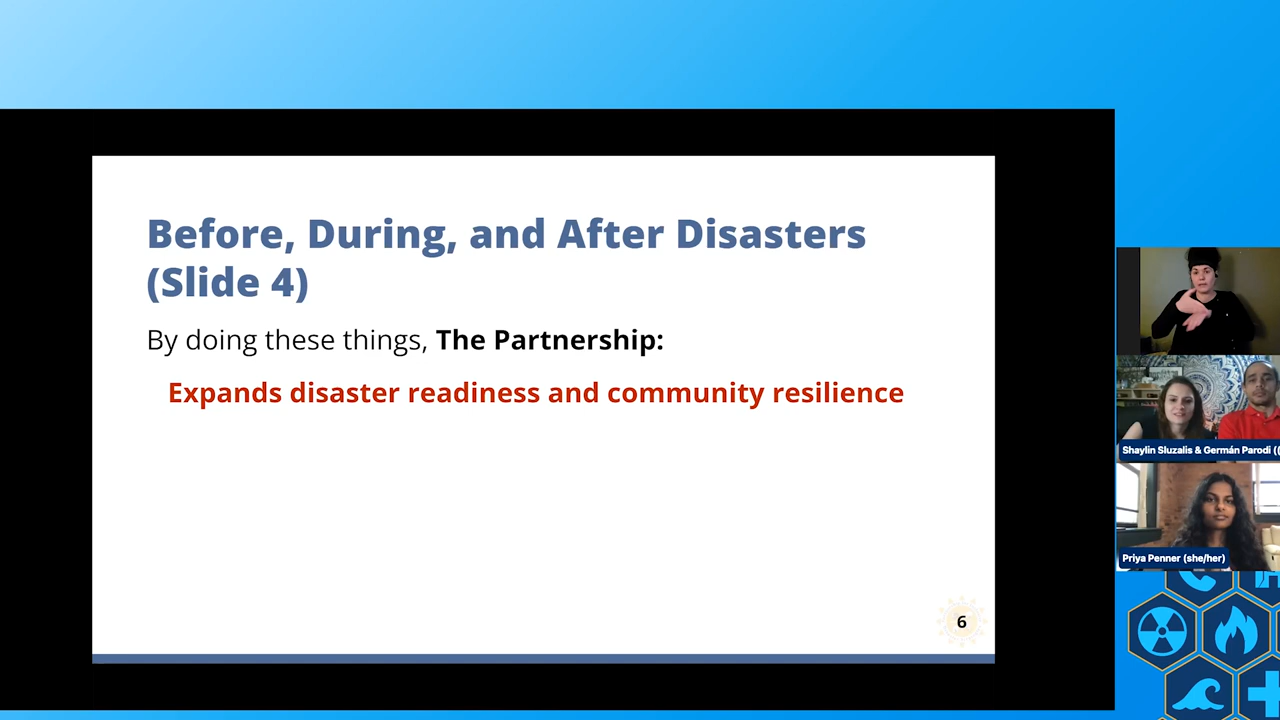 Before, During, and After Disasters
(Slide 4)
By doing these things, The Partnership:
Expands disaster readiness and community resilience
6
Shaylin Sluzalis & Germán Parodi ((
Priya Penner (she/her)